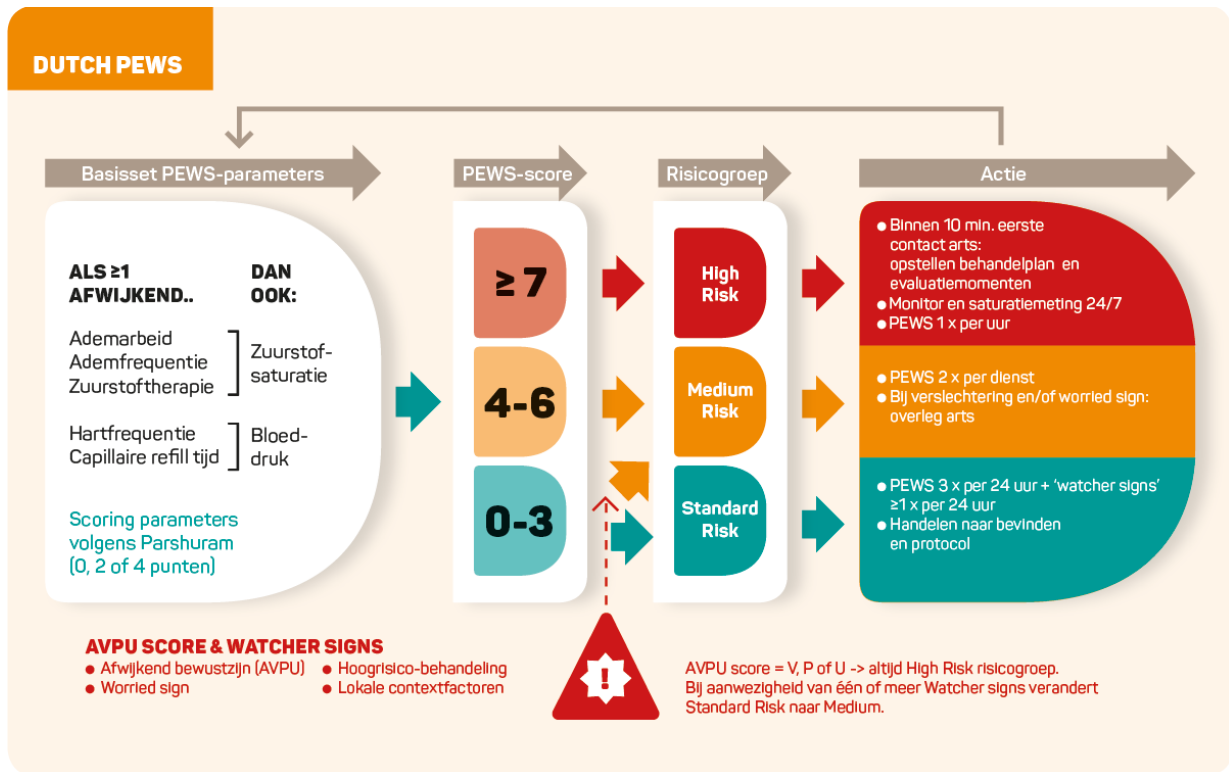 DUTCH PEWS
Basisset PEWS-parameters
ALS ≥1
AFWIJKEND..
DAN
OOK:
Ademarbeid
Ademfrequentie
Zuurstoftherapie
Zuurstof-
saturatie
Hartfrequentie
Capillaire refill tijd
Bloed-
druk
Scoring parameters
volgens Parshuram
(0, 2 of 4 punten)
PEWS-score
≥ 7
4-6
0-3
Risicogroep
High
Risk
Medium
Risk
Standard
Risk
Actie
● Binnen 10 min. eerste
contact arts:
opstellen behandelplan en
evaluatiemomenten
● Monitor en saturatiemeting 24/7
● PEWS 1 x per uur
● PEWS 2 x per dienst
● Bij verslechtering en/of worried sign:
overleg arts
● PEWS 3 x per 24 uur + ‘watcher signs’
≥1 x per 24 uur
● Handelen naar bevinden
en protocol
AVPU SCORE & WATCHER SIGNS
● Afwijkend bewustzijn (AVPU)
● Worried sign
● Hoogrisico-behandeling
● Lokale contextfactoren
!
AVPU score = V, P of U -> altijd High Risk risicogroep.
Bij aanwezigheid van één of meer Watcher signs verandert
Standard Risk naar Medium.